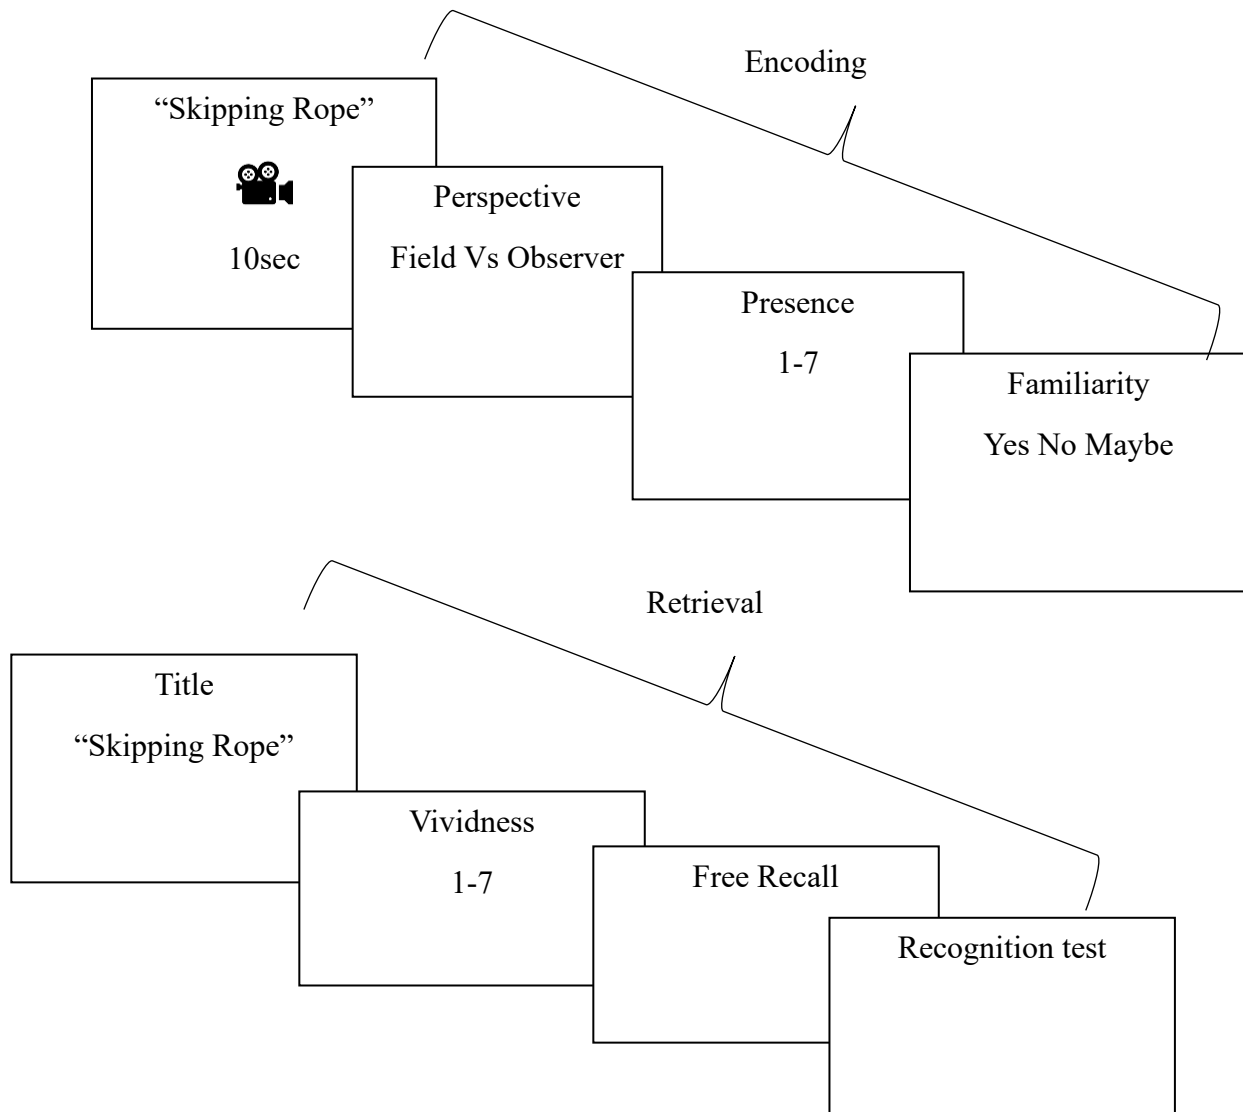 Encoding
“Skipping Rope”
10sec
Perspective
Field Vs Observer
Presence
1-7
Familiarity
Yes No Maybe
Retrieval
Title
“Skipping Rope”
Vividness
1-7
Free Recall
Recognition test